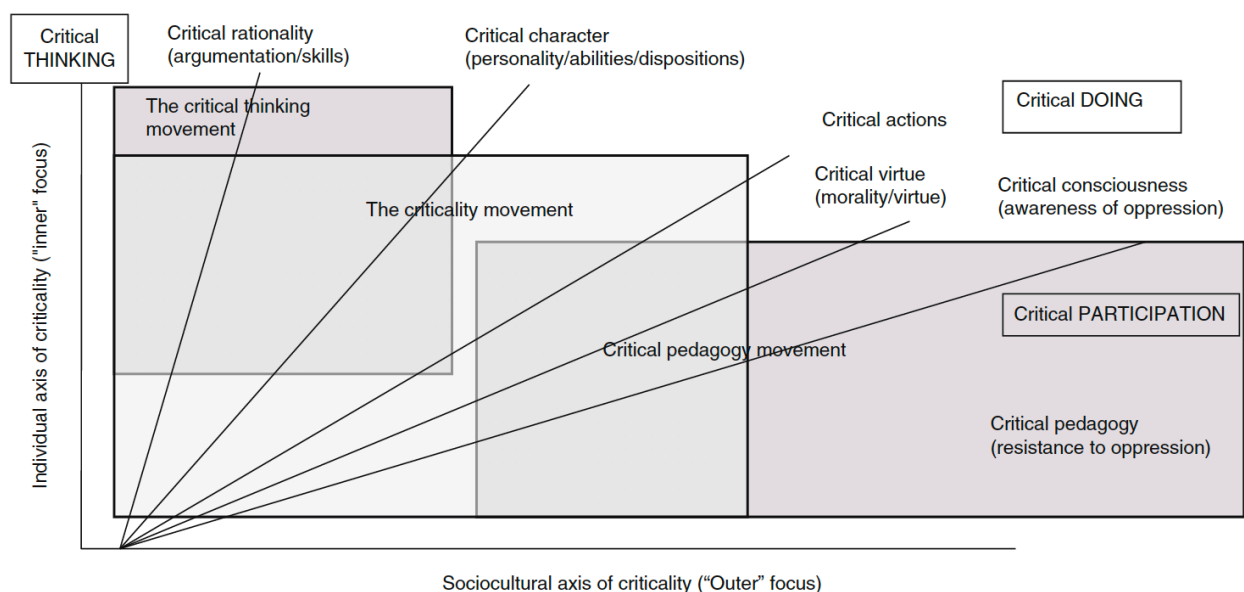 Critical
THINKING
Critical rationality
(argumentation/skills)
Critical character
(personality/abilities/dispositions)
The critical thinking
movement
Critical actions
Critical DOING
Critical virtue
(morality/virtue)
Critical consciousness
(awareness of oppression)
The criticality movement
Critical PARTICIPATION
Critical pedagogy movement
Critical pedagogy
(resistance to oppression)
Individual axis of criticality ("inner" focus)
Sociocultural axis of criticality (“Outer” focus)